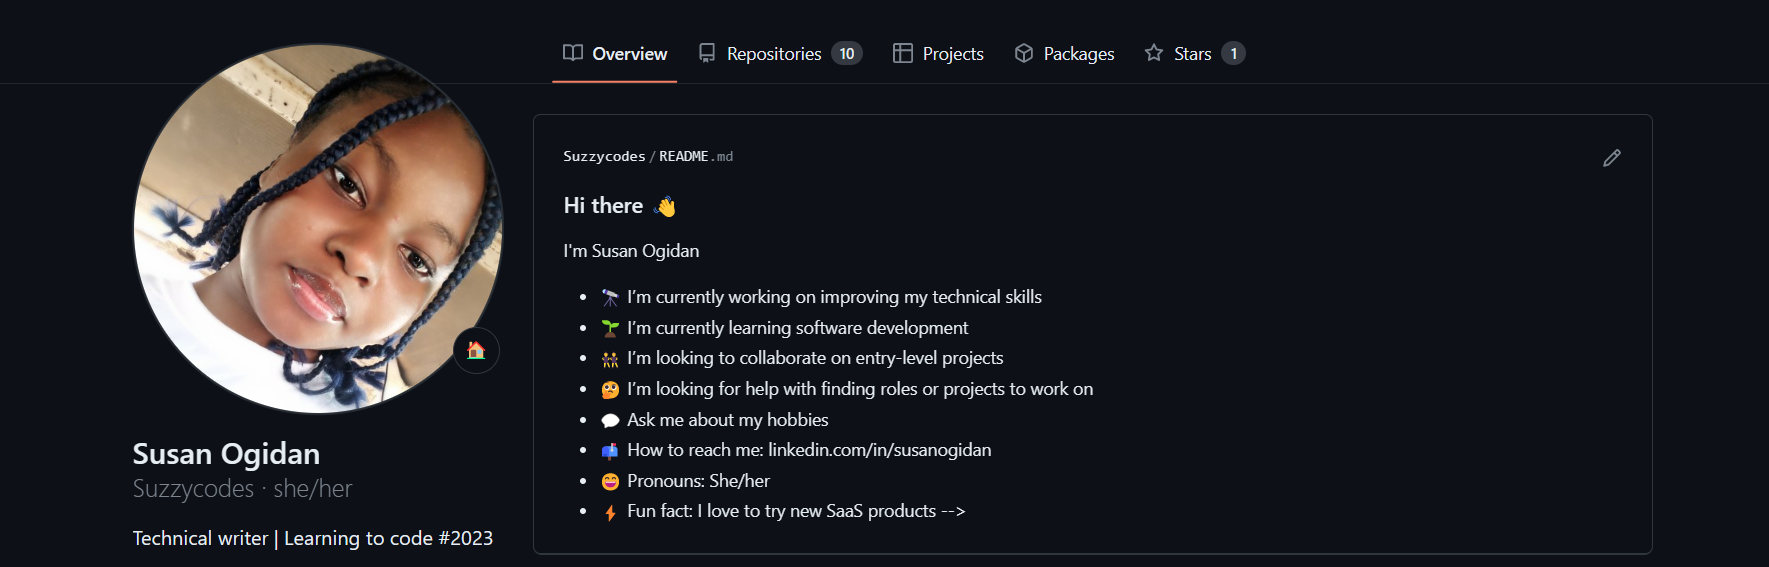 Overview Repositories 10 Projects Packages Stars 1
Suzzycodes/README.md
Hi there 👋
I'm Susan Ogidan
• 🔭 I’m currently working on improving my technical skills
• 🌱 I’m currently learning software development
• 👯 I’m looking to collaborate on entry-level projects
• 🤔 I’m looking for help with finding roles or projects to work on
• 💬 Ask me about my hobbies
• 📫 How to reach me: linkedin.com/in/susanogidan
• 😄 Pronouns: She/her
• ⚡ Fun fact: I love to try new SaaS products -->
Susan Ogidan
Suzzycodes · she/her
Technical writer | Learning to code #2023